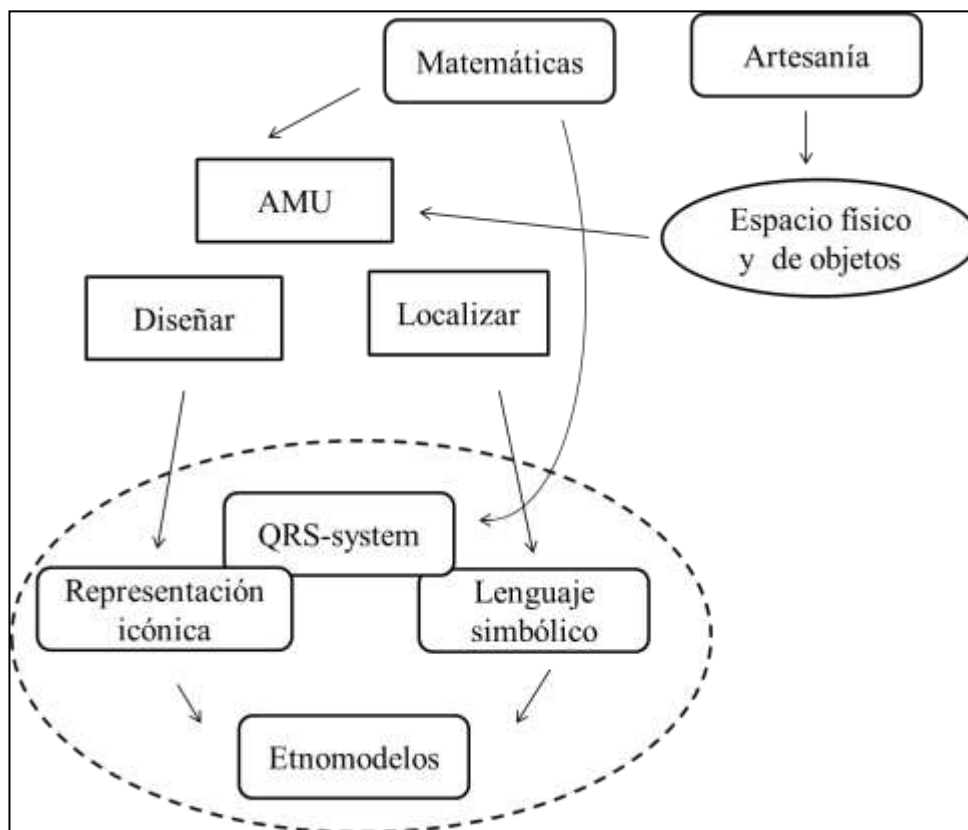 Matemáticas
Artesanía
AMU
Espacio físico
y de objetos
Diseñar
Localizar
QRS-system
Representación
icónica
Lenguaje
simbólico
Etnomodelos